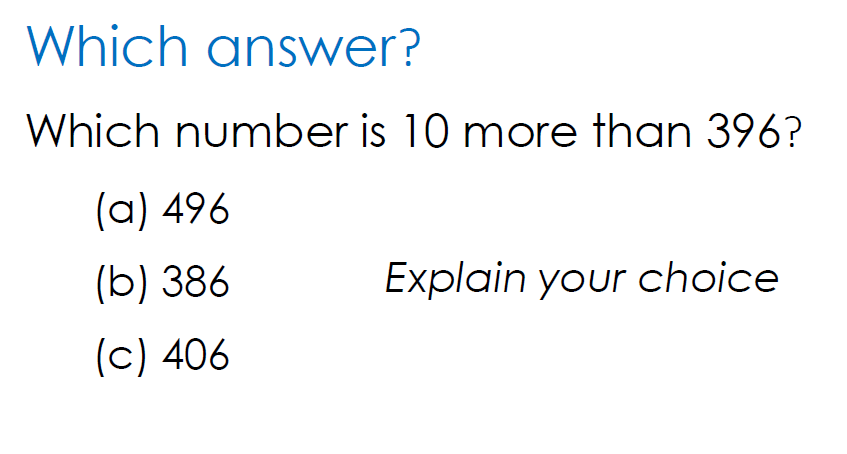 Which answer?
Which number is 10 more than 396?
(a) 496
(b) 386
Explain your choice
(c) 406